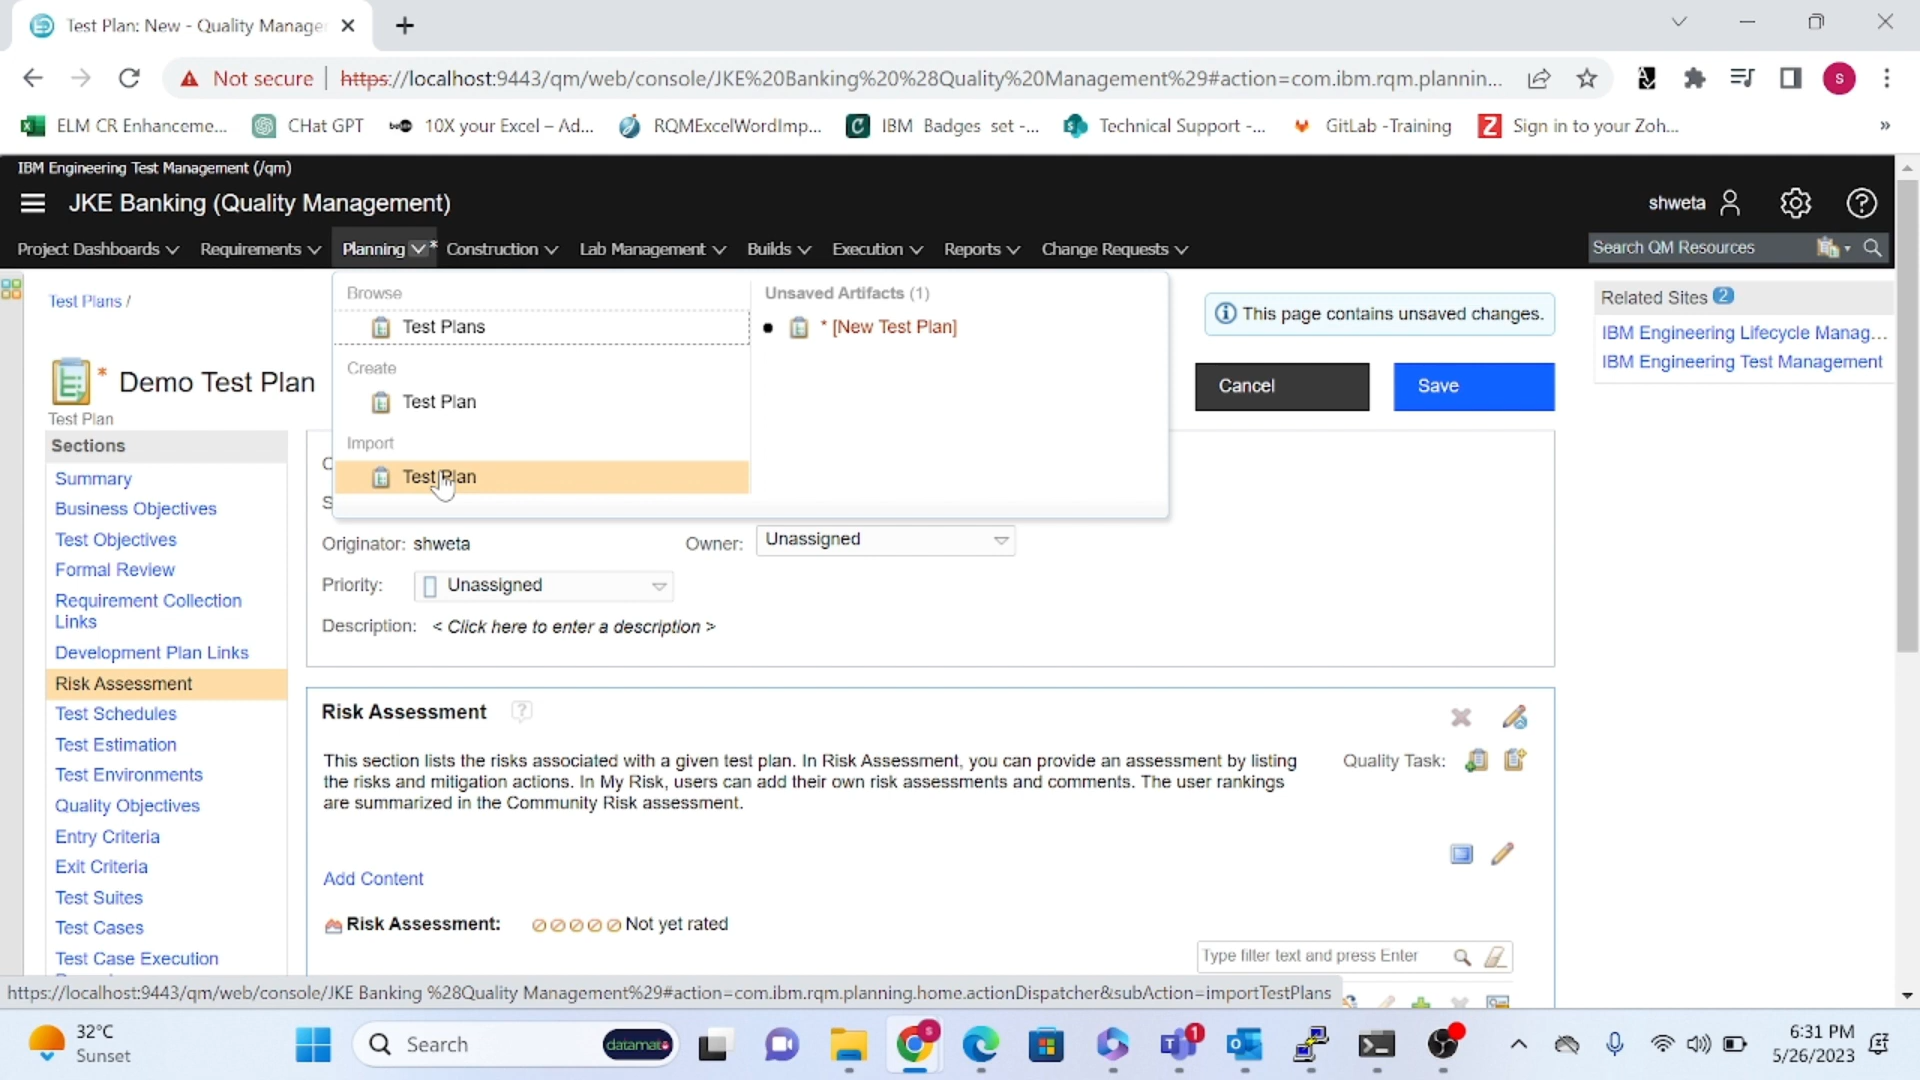 Test Plan: New - Quality Manager
Not secure
https://localhost:9443/qm/web/console/JKE%20Banking%20%28Quality%20Management%29#action=com.ibm.rqm.plannin...
S
ELM CR Enhanceme...
CHat GPT
10X your Excel – Ad...
RQMExcelWordImp...
IBM Badges set -...
Technical Support -...
GitLab -Training
Sign in to your Zoh...
»
IBM Engineering Test Management (/qm)
JKE Banking (Quality Management)
shweta
Project Dashboards
Requirements
Planning *
Construction
Lab Management
Builds
Execution
Reports
Change Requests
Search QM Resources
Test Plans /
Browse
Test Plans
Create
Test Plan
Import
Test Plan
Unsaved Artifacts (1)
* [New Test Plan]
This page contains unsaved changes.
Related Sites 2
IBM Engineering Lifecycle Manag...
IBM Engineering Test Management
* Demo Test Plan
Test Plan
Cancel
Save
Sections
Summary
Business Objectives
Test Objectives
Formal Review
Requirement Collection
Links
Development Plan Links
Risk Assessment
Test Schedules
Test Estimation
Test Environments
Quality Objectives
Entry Criteria
Exit Criteria
Test Suites
Test Cases
Test Case Execution
Originator: shweta
Owner: Unassigned
Priority: Unassigned
Description: < Click here to enter a description >
Risk Assessment ?
This section lists the risks associated with a given test plan. In Risk Assessment, you can provide an assessment by listing
the risks and mitigation actions. In My Risk, users can add their own risk assessments and comments. The user rankings
are summarized in the Community Risk assessment.
Quality Task:
Add Content
Risk Assessment: Not yet rated
Type filter text and press Enter
https://localhost:9443/qm/web/console/JKE Banking %28Quality Management%29#action=com.ibm.rqm.planning.home.actionDispatcher&subAction=importTestPlans
32°C
Sunset
Search
datamato
S
1
6:31 PM
5/26/2023